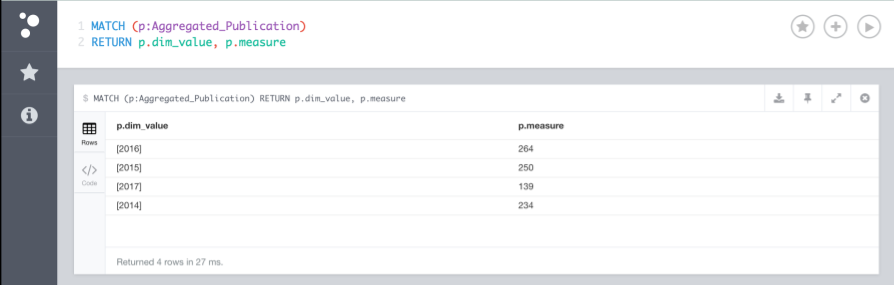 1 MATCH (p:Aggregated_Publication)
2 RETURN p.dim_value, p.measure
$ MATCH (p:Aggregated_Publication) RETURN p.dim_value, p.measure
Rows
Code
p.dim_value p.measure
[2016] 264
[2015] 250
[2017] 139
[2014] 234
Returned 4 rows in 27 ms.